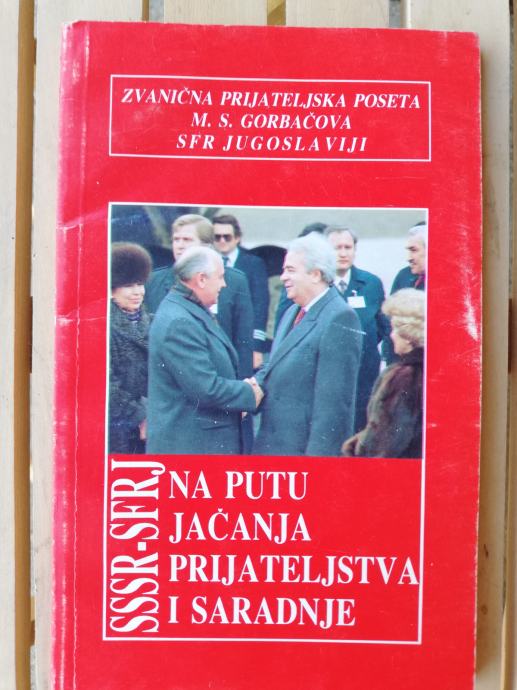 ZVANIČNA PRIJATELJSKA POSETA
M. S. GORBAČOVA
SFR JUGOSLAVIJI
SSSR-SFRJ
NA PUTU
JAČANJA
PRIJATELJSTVA
I SARADNJE